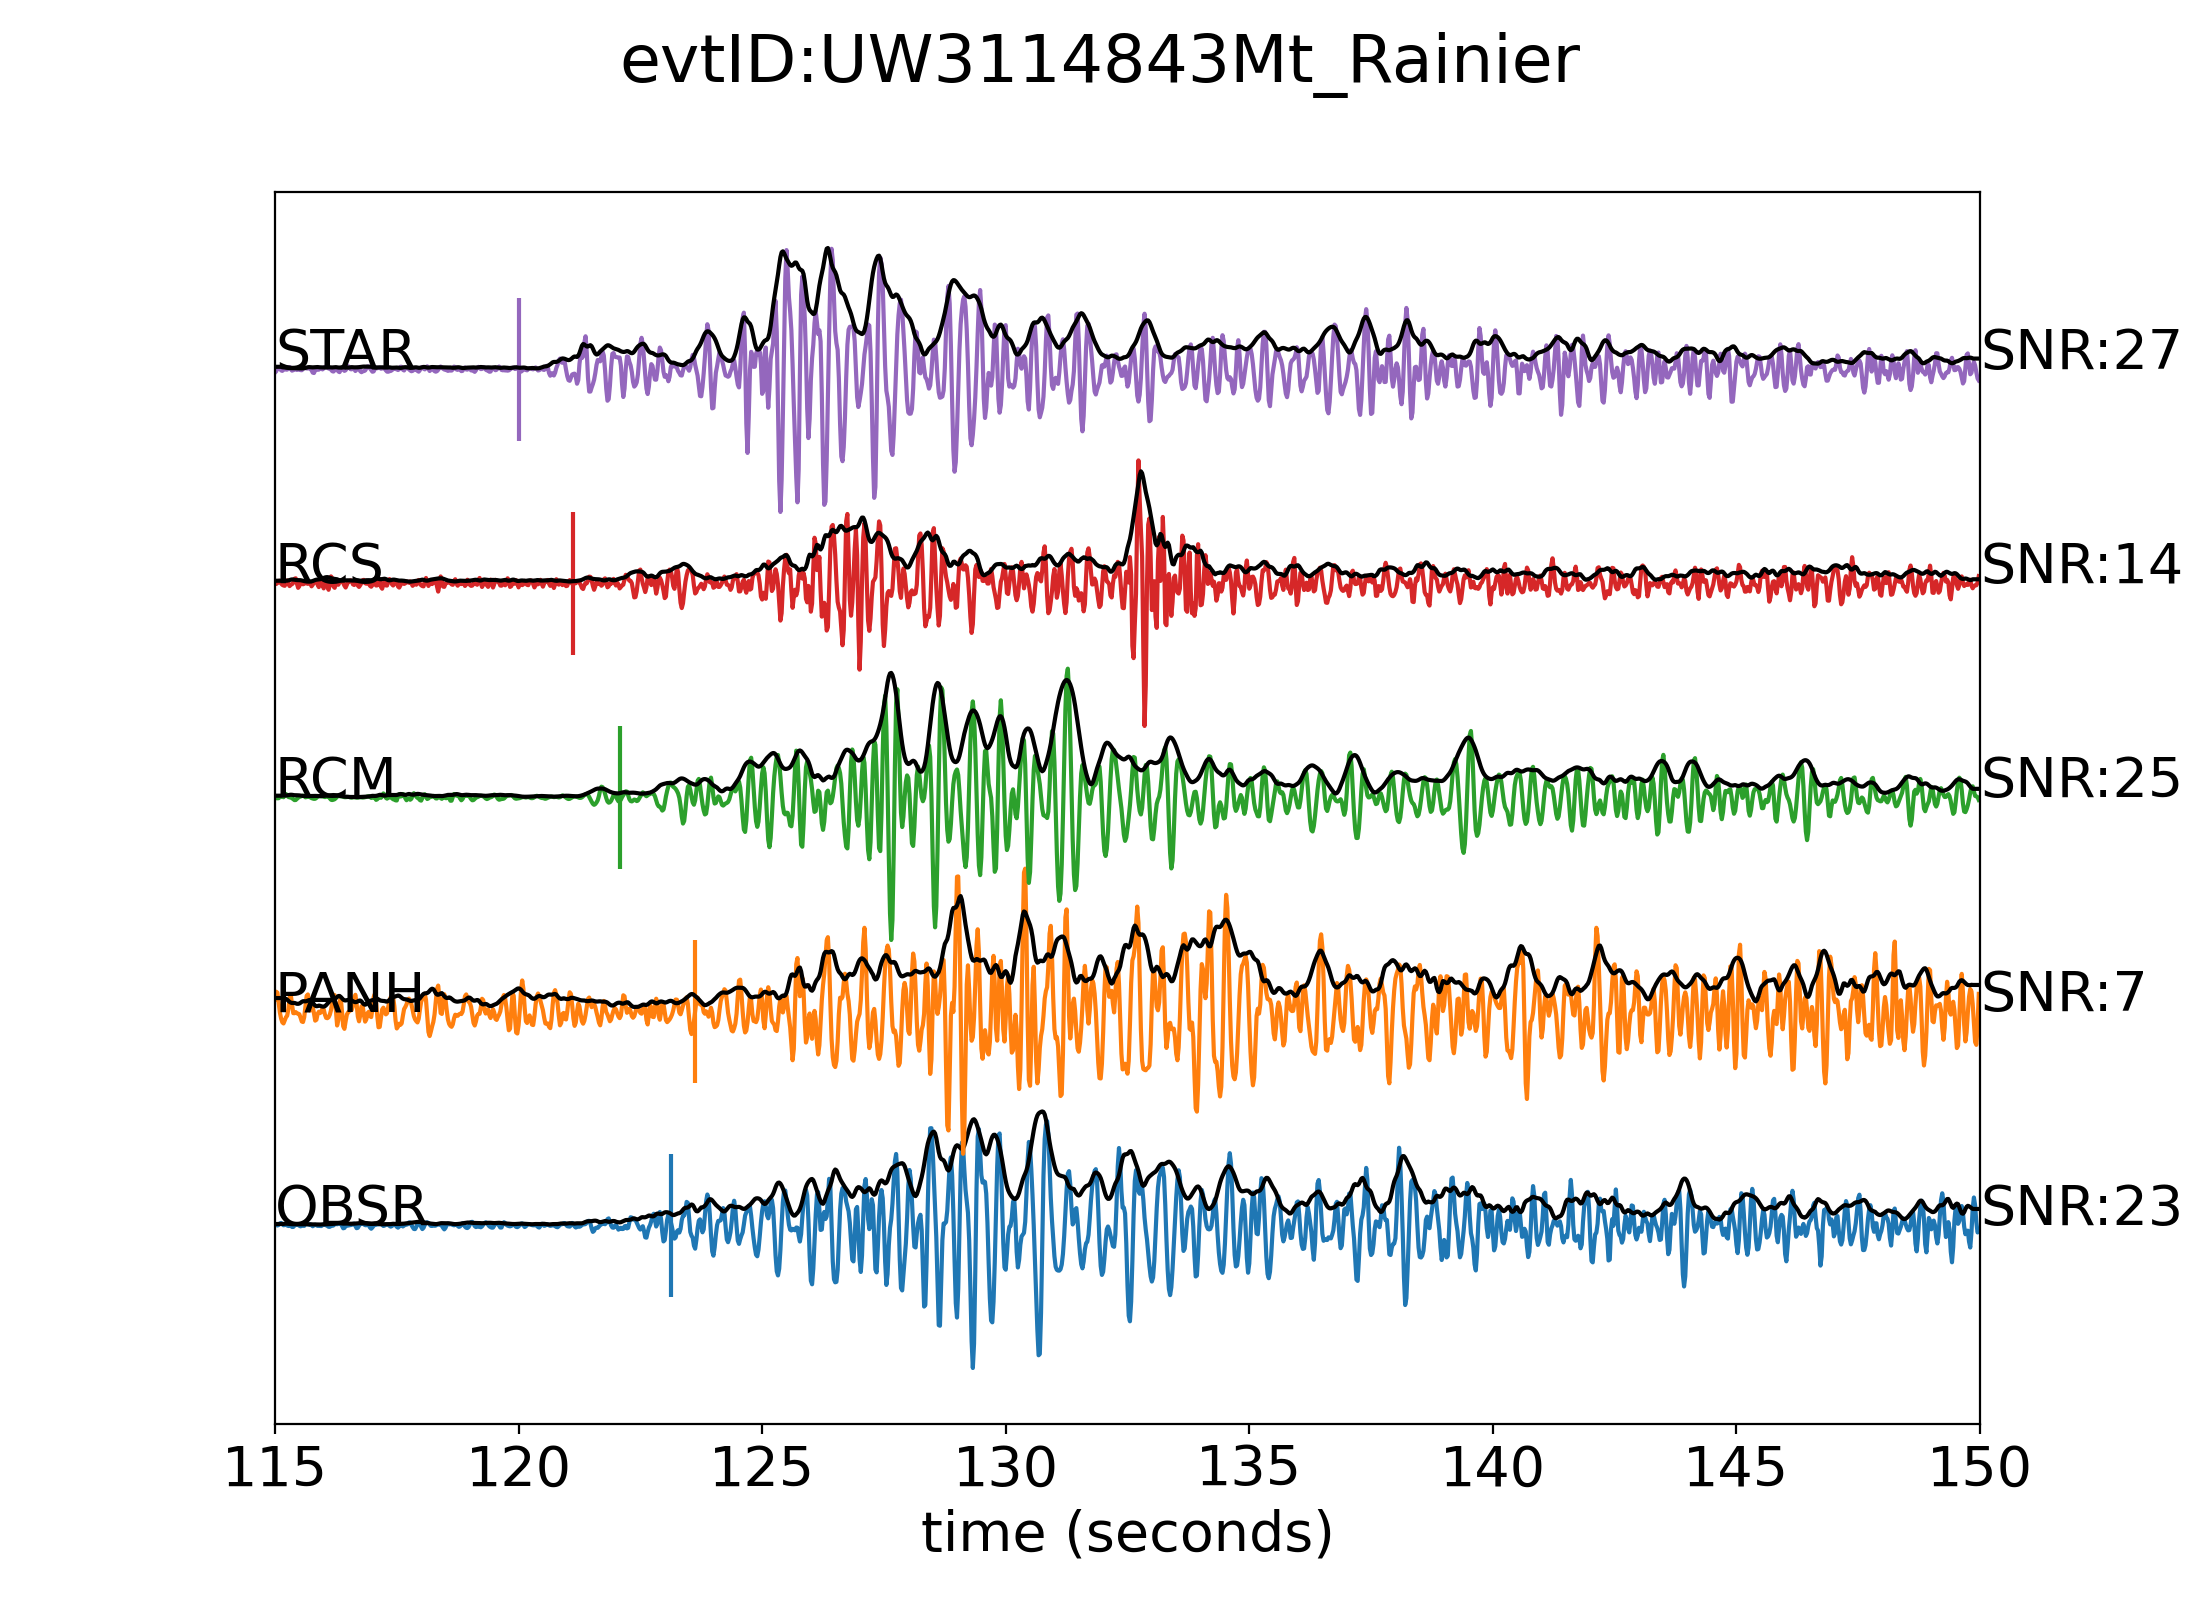 evtID:UW3114843Mt_Rainier
STAR SNR:27
RCS SNR:14
RCM SNR:25
PANH SNR:7
OBSR SNR:23
115 120 125 130 135 140 145 150
time (seconds)